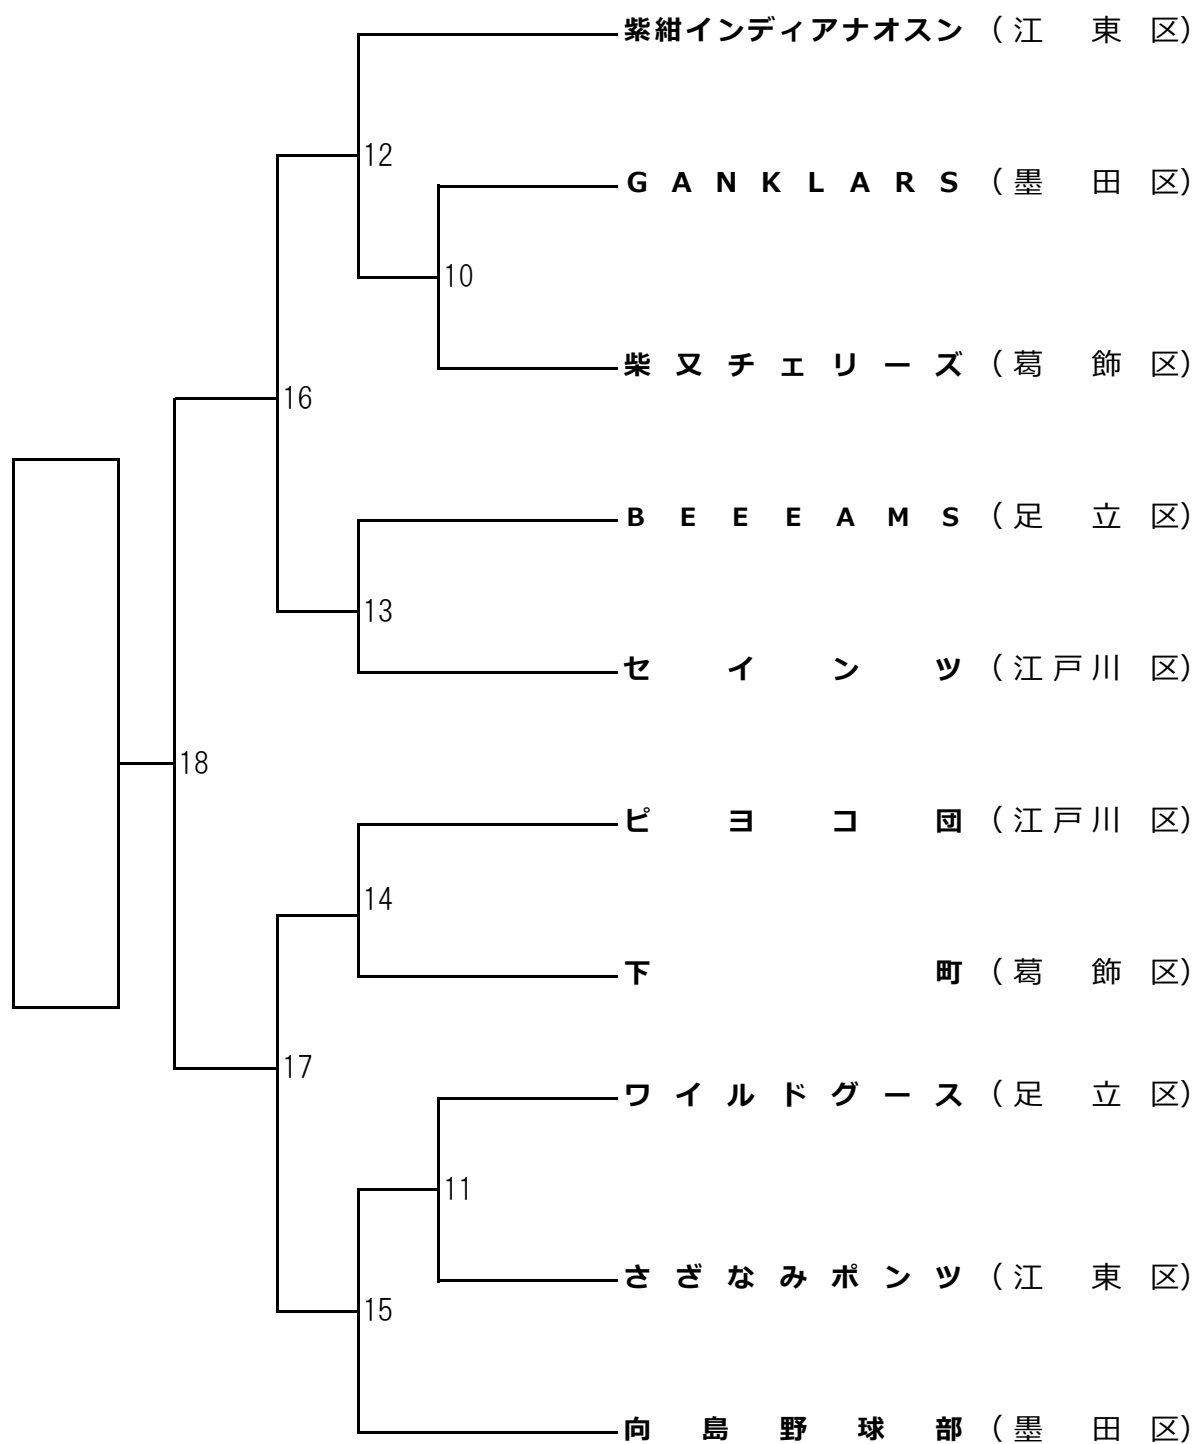 紫紺インディアナオスン (江東区)
12
GANKLARS (墨田区)
10
柴又チェリーズ (葛飾区)
16
BEEEAMS (足立区)
13
セインツ (江戸川区)
18
ピヨコ団 (江戸川区)
14
下町 (葛飾区)
17
ワイルドグース (足立区)
11
さざなみポンツ (江東区)
15
向島野球部 (墨田区)